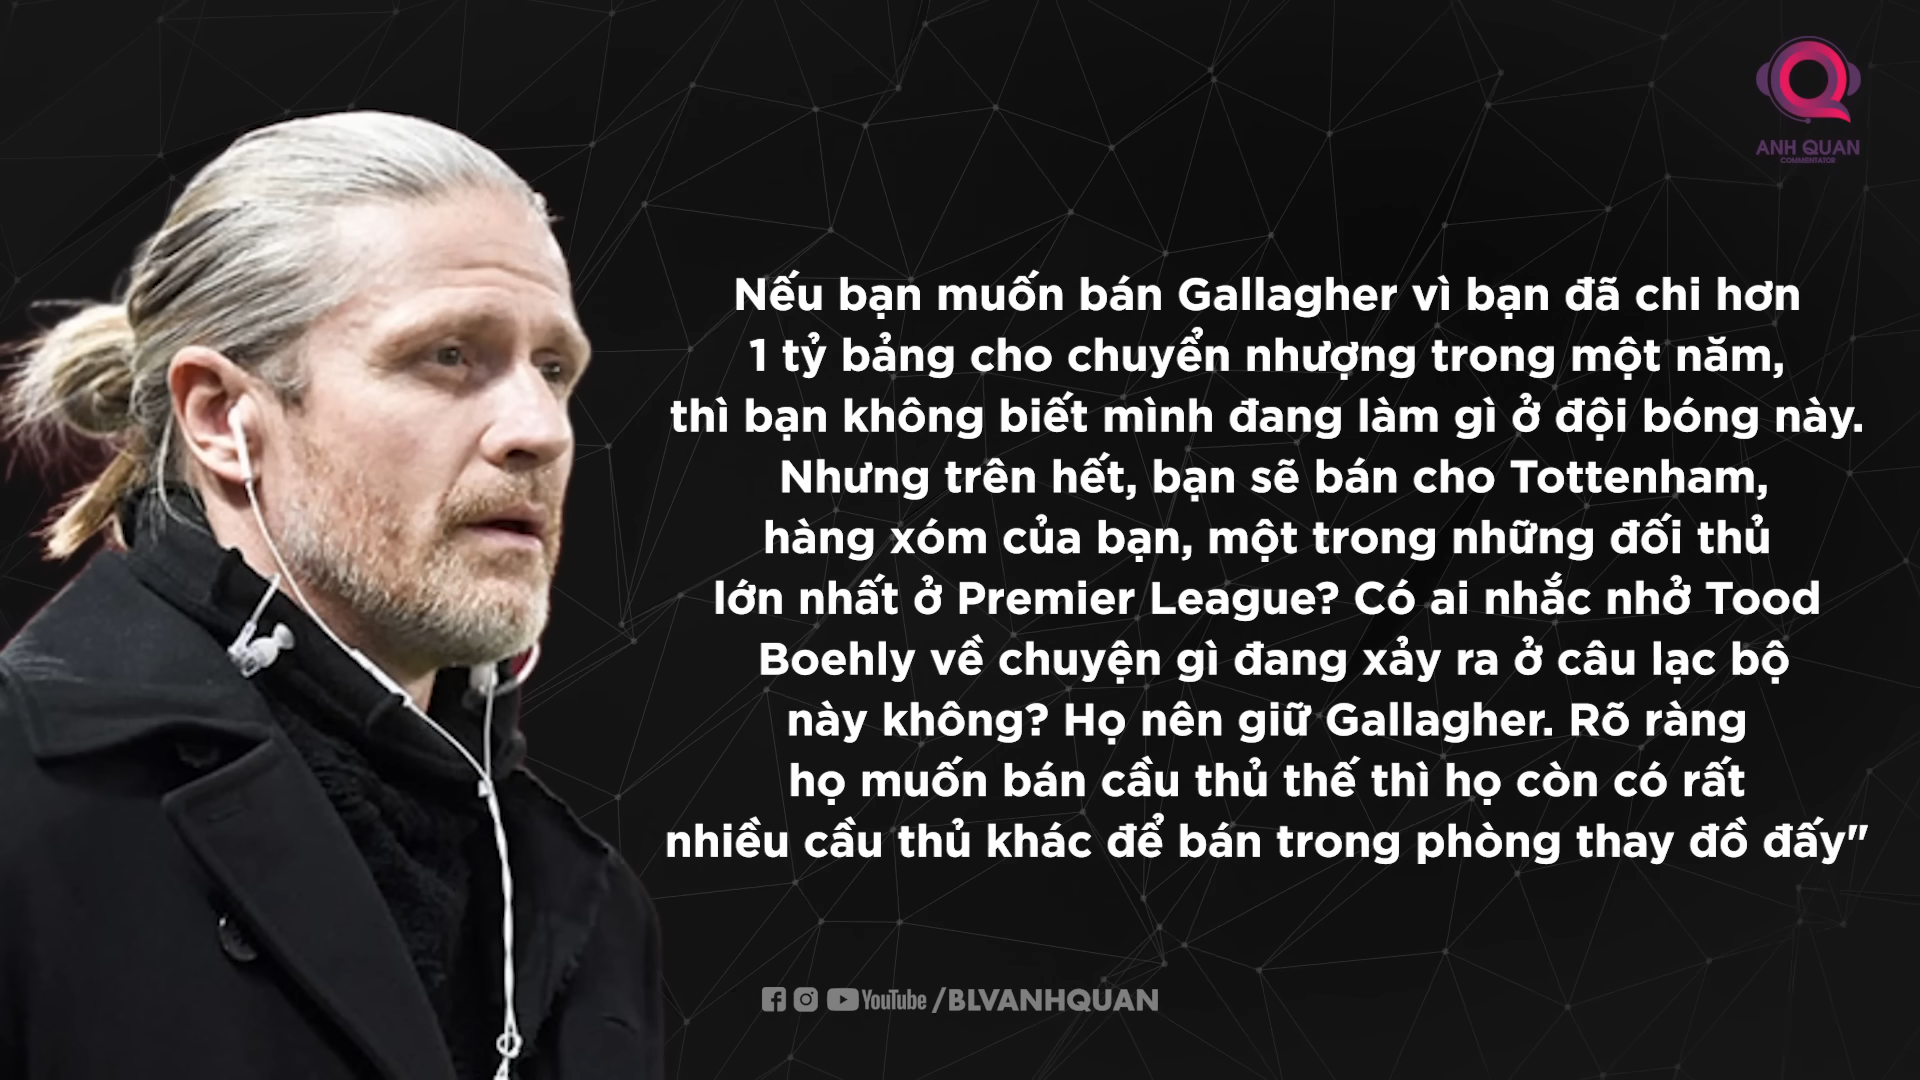 ANH QUAN
COMMENTATOR
Nếu bạn muốn bán Gallagher vì bạn đã chi hơn
1 tỷ bảng cho chuyển nhượng trong một năm,
thì bạn không biết mình đang làm gì ở đội bóng này.
Nhưng trên hết, bạn sẽ bán cho Tottenham,
hàng xóm của bạn, một trong những đối thủ
lớn nhất ở Premier League? Có ai nhắc nhở Tood
Boehly về chuyện gì đang xảy ra ở câu lạc bộ
này không? Họ nên giữ Gallagher. Rõ ràng
họ muốn bán cầu thủ thế thì họ còn có rất
nhiều cầu thủ khác để bán trong phòng thay đồ đấy"
YouTube /BLVANHQUAN